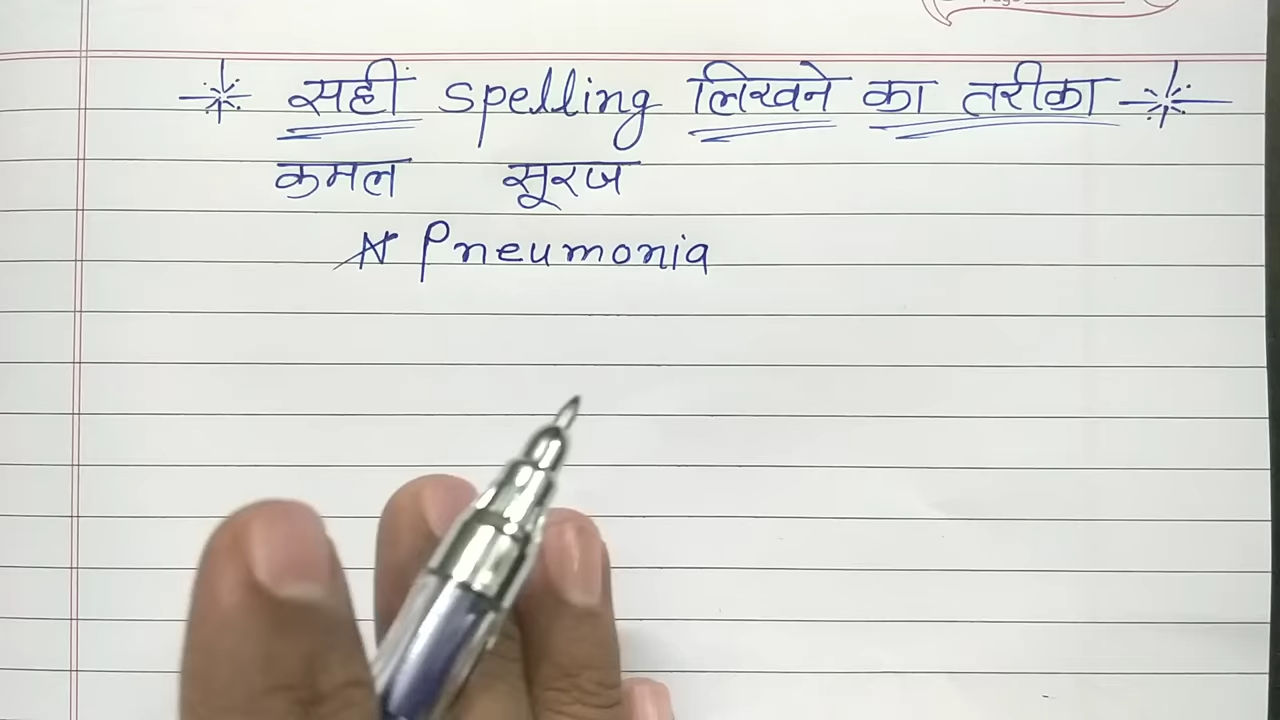 सही spelling लिखने का तरीका
कमल सूरज
N Pneumonia